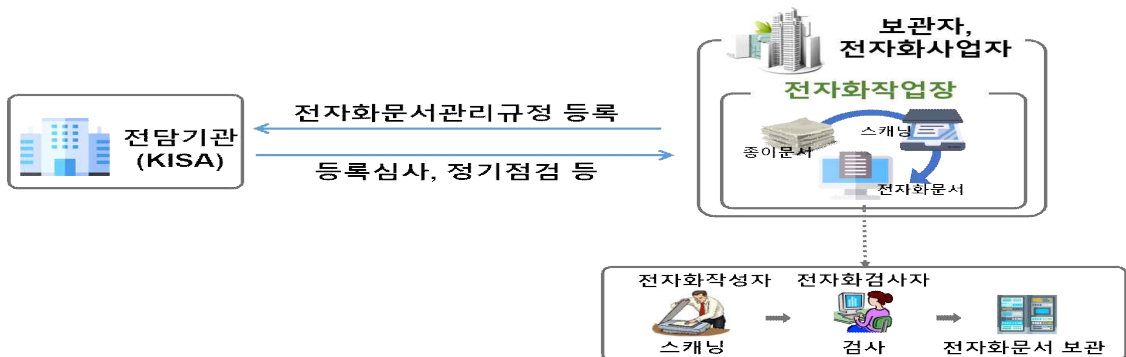 보관자,
전자화사업자
전자화작업장
전자화문서관리규정 등록
전담기관
(KISA)
등록심사, 정기점검 등
스캐닝
종이문서
전자화문서
전자화작성자
전자화검사자
스캐닝
검사
전자화문서 보관